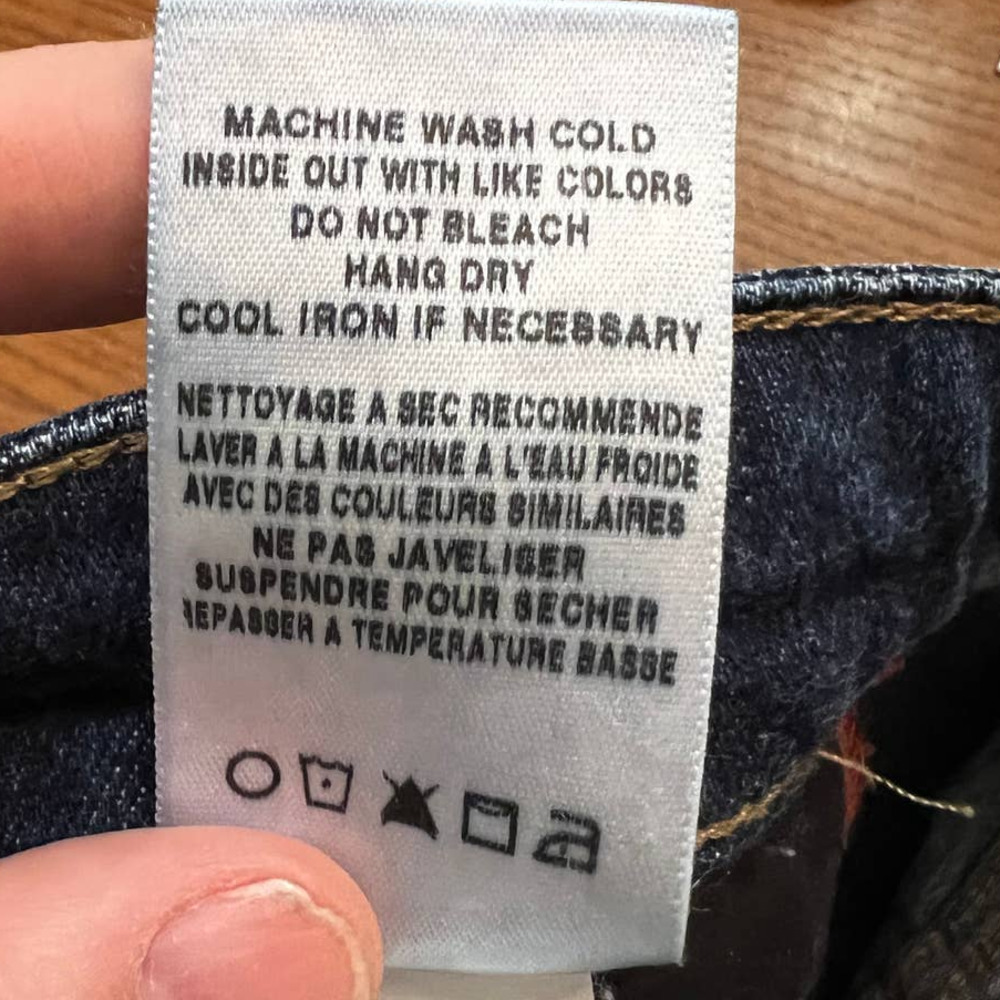 MACHINE WASH COLD
INSIDE OUT WITH LIKE COLORS
DO NOT BLEACH
HANG DRY
COOL IRON IF NECESSARY
NETTOYAGE A SEC RECOMMENDE
LAVER A LA MACHINE A L'EAU FROIDE
AVEC DES COULEURS SIMILAIRES
NE PAS JAVELISER
SUSPENDRE POUR SECHER
REPASSER A TEMPERATURE BASSE